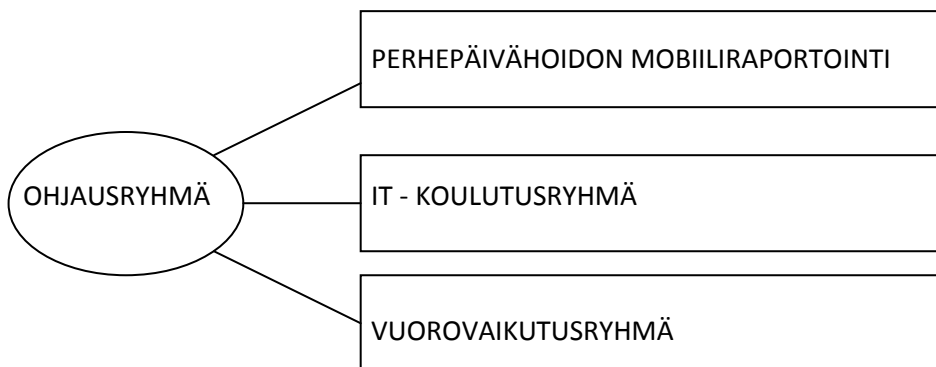 PERHEPÄIVÄHOIDON MOBIILIRAPORTOINTI
OHJAUSRYHMÄ
IT - KOULUTUSRYHMÄ
VUOROVAIKUTUSRYHMÄ